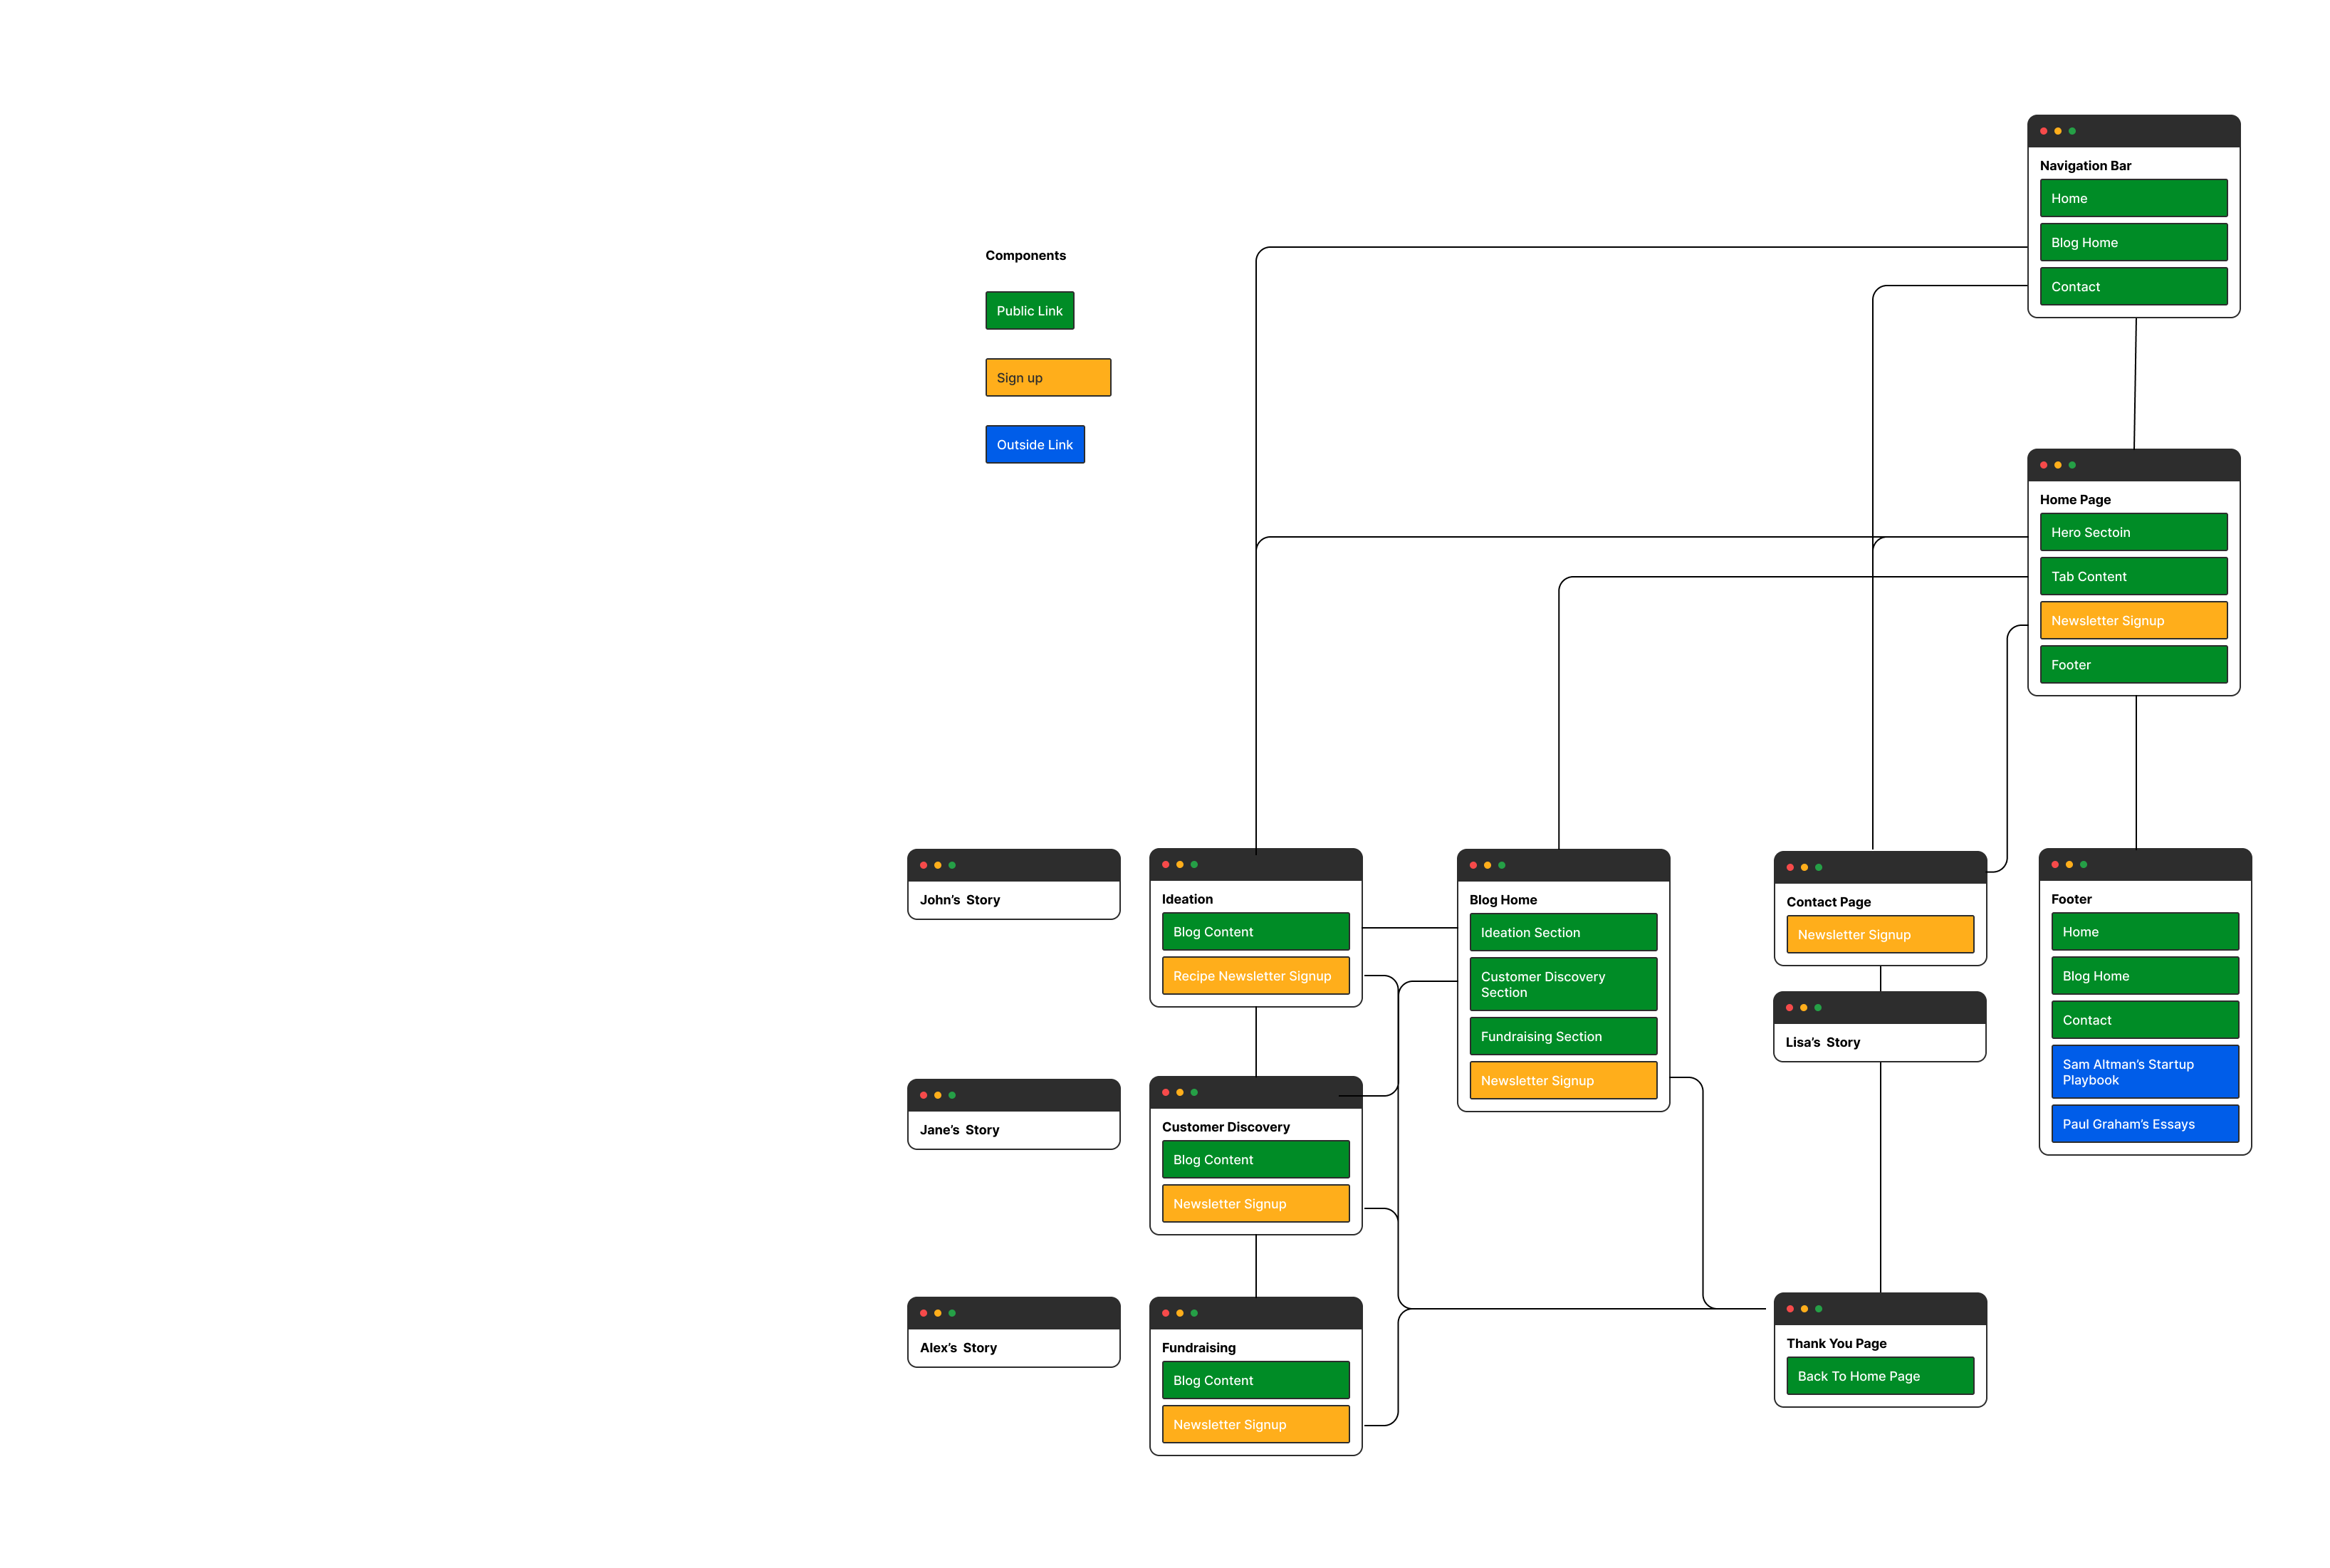 Navigation Bar
Home
Blog Home
Contact
Components
Public Link
Sign up
Outside Link
Home Page
Hero Sectoin
Tab Content
Newsletter Signup
Footer
John’s Story
Ideation
Blog Content
Recipe Newsletter Signup
Blog Home
Ideation Section
Customer Discovery
Section
Fundraising Section
Newsletter Signup
Contact Page
Newsletter Signup
Lisa’s Story
Footer
Home
Blog Home
Contact
Sam Altman’s Startup
Playbook
Paul Graham’s Essays
Jane’s Story
Customer Discovery
Blog Content
Newsletter Signup
Alex’s Story
Fundraising
Blog Content
Newsletter Signup
Thank You Page
Back To Home Page